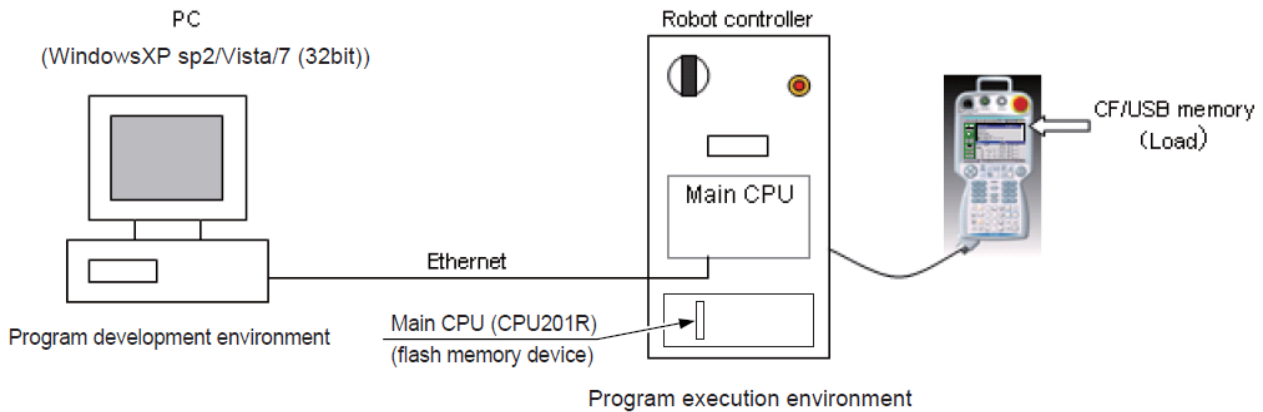 PC
(WindowsXP sp2/Vista/7 (32bit))
Robot controller
CF/USB memory
(Load)
Main CPU
Ethernet
Main CPU (CPU201R)
(flash memory device)
Program development environment
Program execution environment